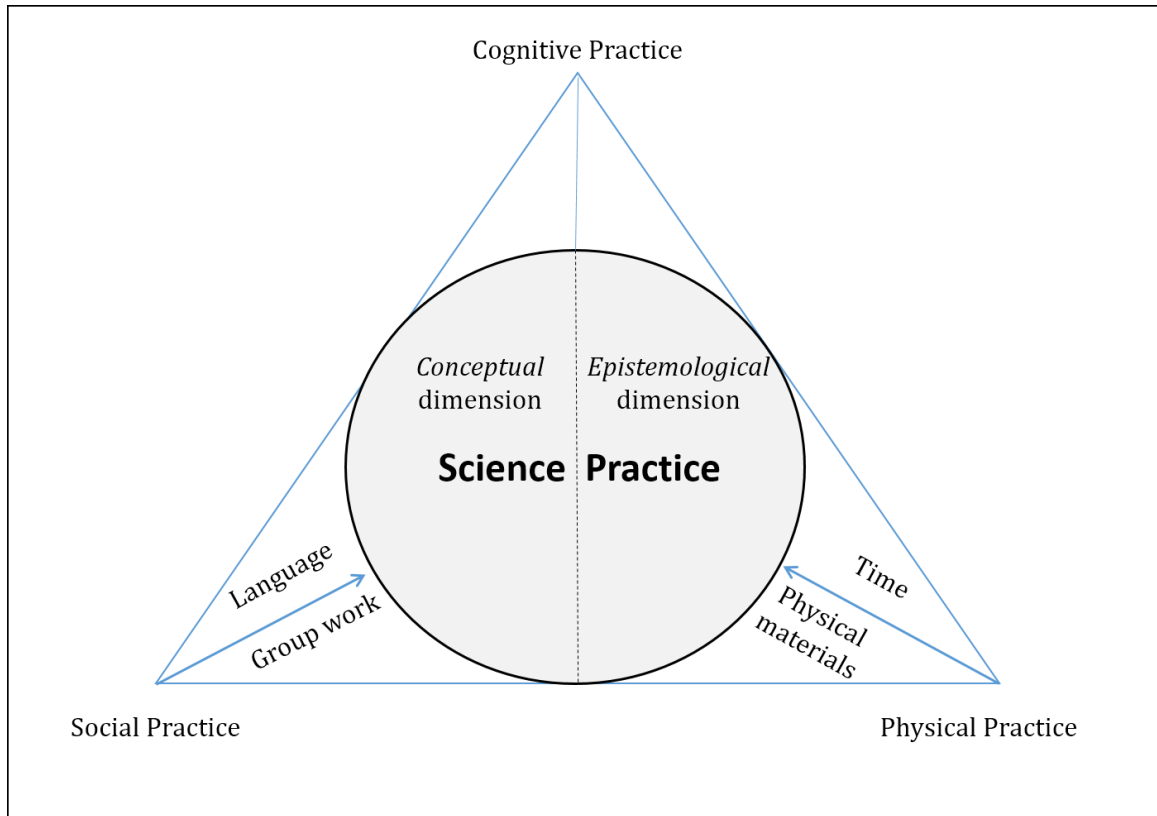 Cognitive Practice
Conceptual
dimension
Epistemological
dimension
Science Practice
Language
Group work
Time
Physical
materials
Social Practice
Physical Practice